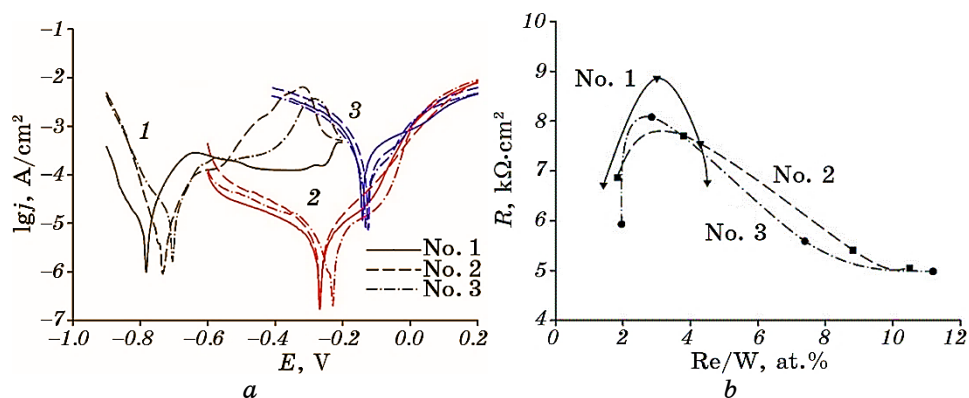 −1
−2
−3
−4
−5
−6
−7
lgj, A/cm²
1
2
3
No. 1
No. 2
No. 3
−1.0
−0.8
−0.6
−0.4
−0.2
0.0
0.2
E, V
a
10
9
8
7
6
5
4
R, kΩ·cm²
No. 1
No. 2
No. 3
0
2
4
6
8
10
12
Re/W, at.%
b